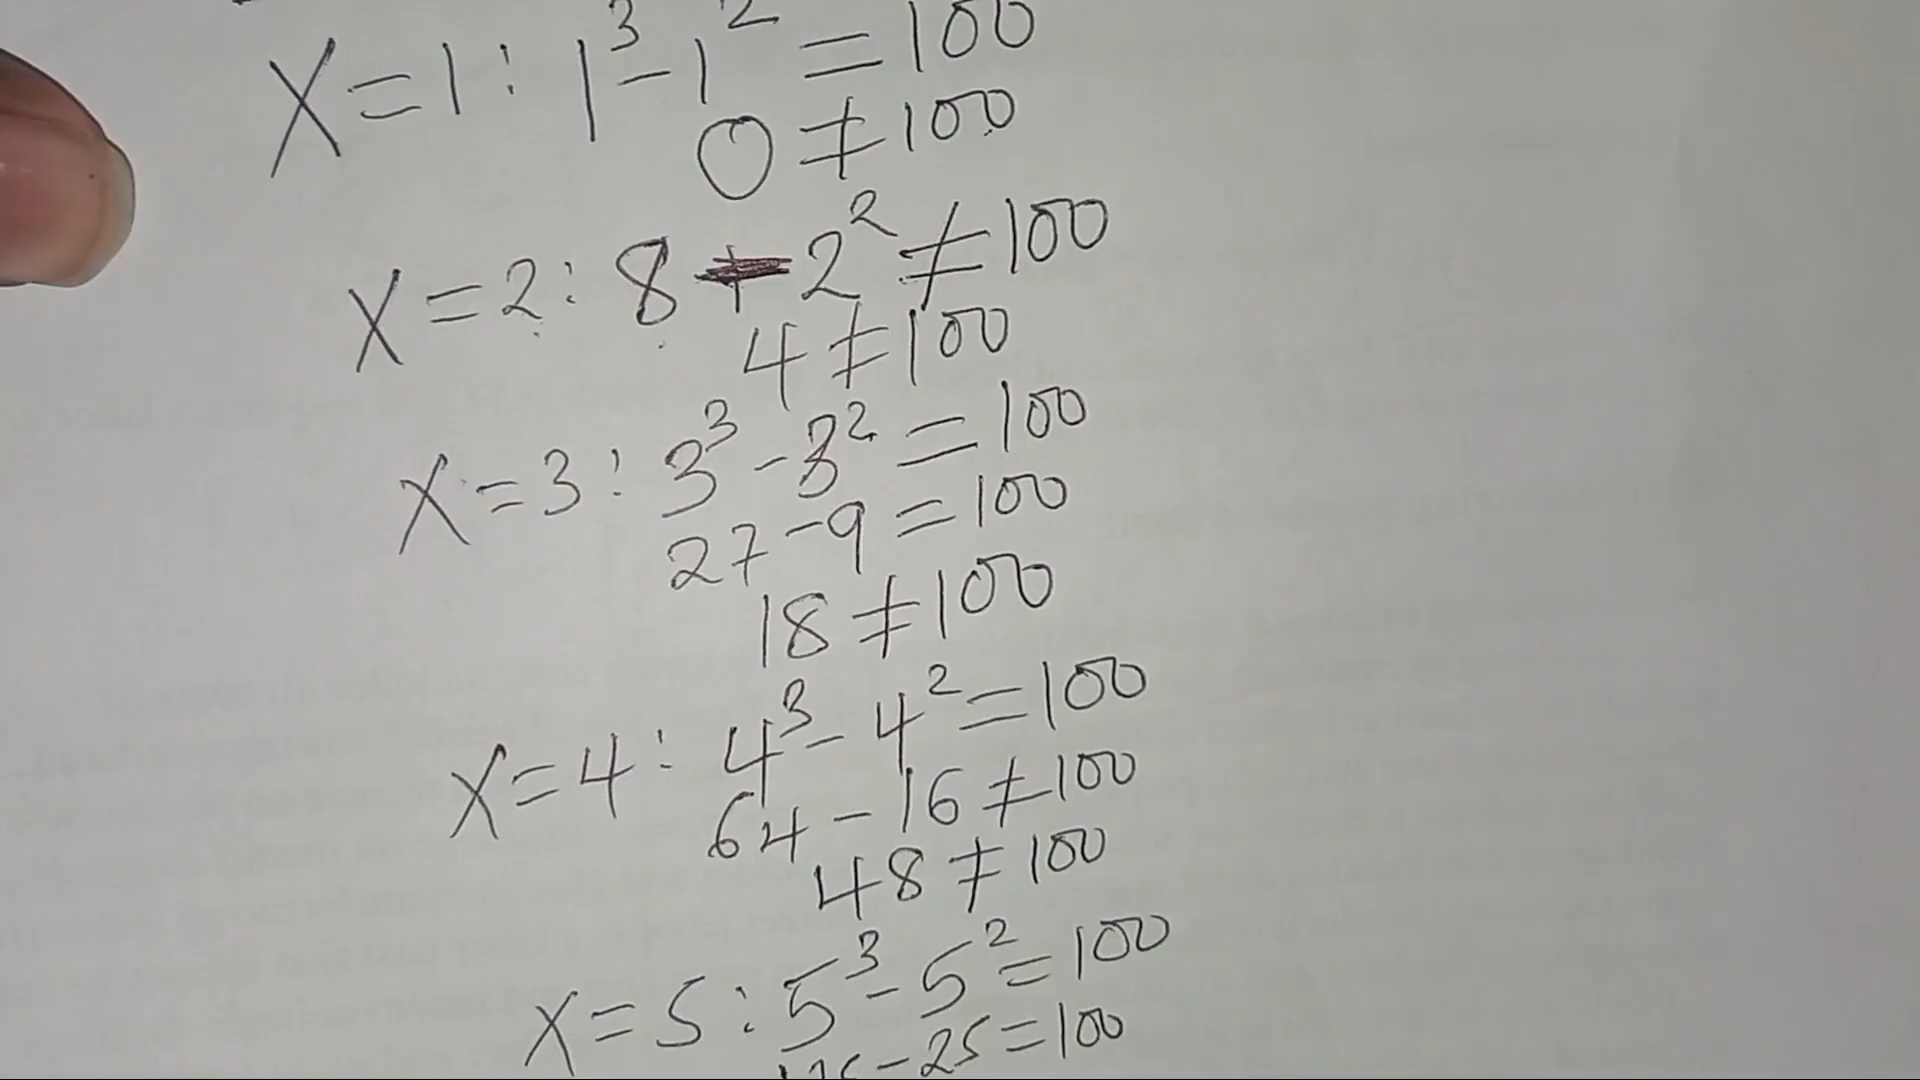 X=1: 1³-1²=100
0≠100
X=2: 8-2²≠100
4≠100
X=3: 3³-3²=100
27-9=100
18≠100
X=4: 4³-4²=100
64-16≠100
48≠100
X=5: 5³-5²=100
-25=100